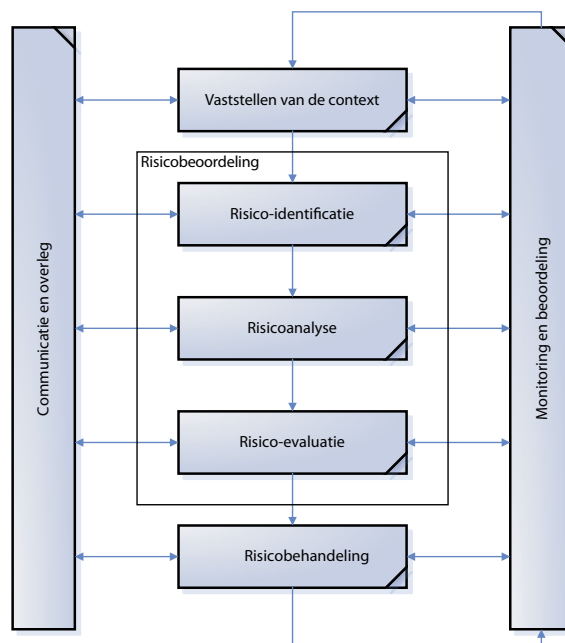 Communicatie en overleg
Vaststellen van de context
Risicobeoordeling
Risico-identificatie
Risicoanalyse
Risico-evaluatie
Risicobehandeling
Monitoring en beoordeling